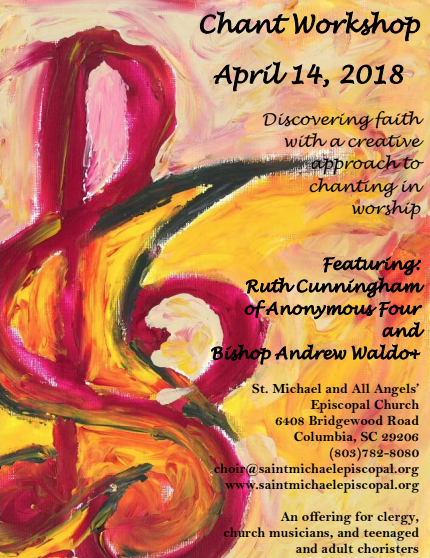 Chant Workshop
April 14, 2018
Discovering faith
with a creative
approach to
chanting in
worship
Featuring:
Ruth Cunningham
of Anonymous Four
and
Bishop Andrew Waldo+
St. Michael and All Angels'
Episcopal Church
6408 Bridgewood Road
Columbia, SC 29206
(803)782-8080
choir@saintmichaelepiscopal.org
www.saintmichaelepiscopal.org
An offering for clergy,
church musicians, and teenaged
and adult choristers